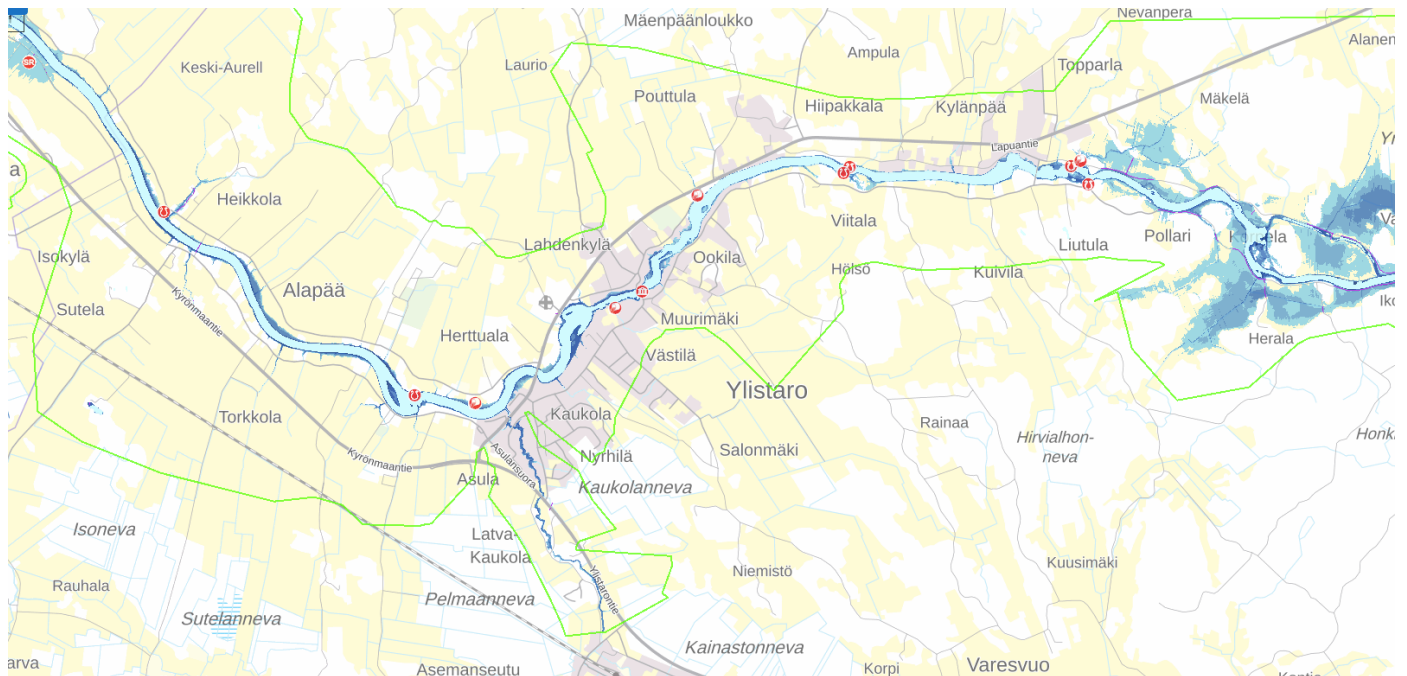 Mäenpäänloukko
Nevanpera
Alanen
Ampula
Laurio
Keski-Aurell
Topparla
Pouttula
Mäkelä
Hiipakkala
Kylänpää
SR
Lapuantie
a
Heikkola
Viitala
Pollari
Lahdenkylä
Liutula
Isokylä
Ookila
Hölsö
Kuivila
Alapää
Kyrönmaantie
Sutela
Muurimäki
Herttuala
Herala
Västilä
Ylistaro
Torkkola
Kaukola
Rainaa
Hirvialhon-
neva
Salonmäki
Nyrhilä
Kyrönmaantie
Asulansuora
Asula
Kaukolanneva
Isoneva
Latva-
Kaukola
Kuusimäki
Niemistö
Rauhala
Ylistarontie
Pelmaanneva
Sutelanneva
Kainastonneva
arva
Asemanseutu
Korpi
Varesvuo